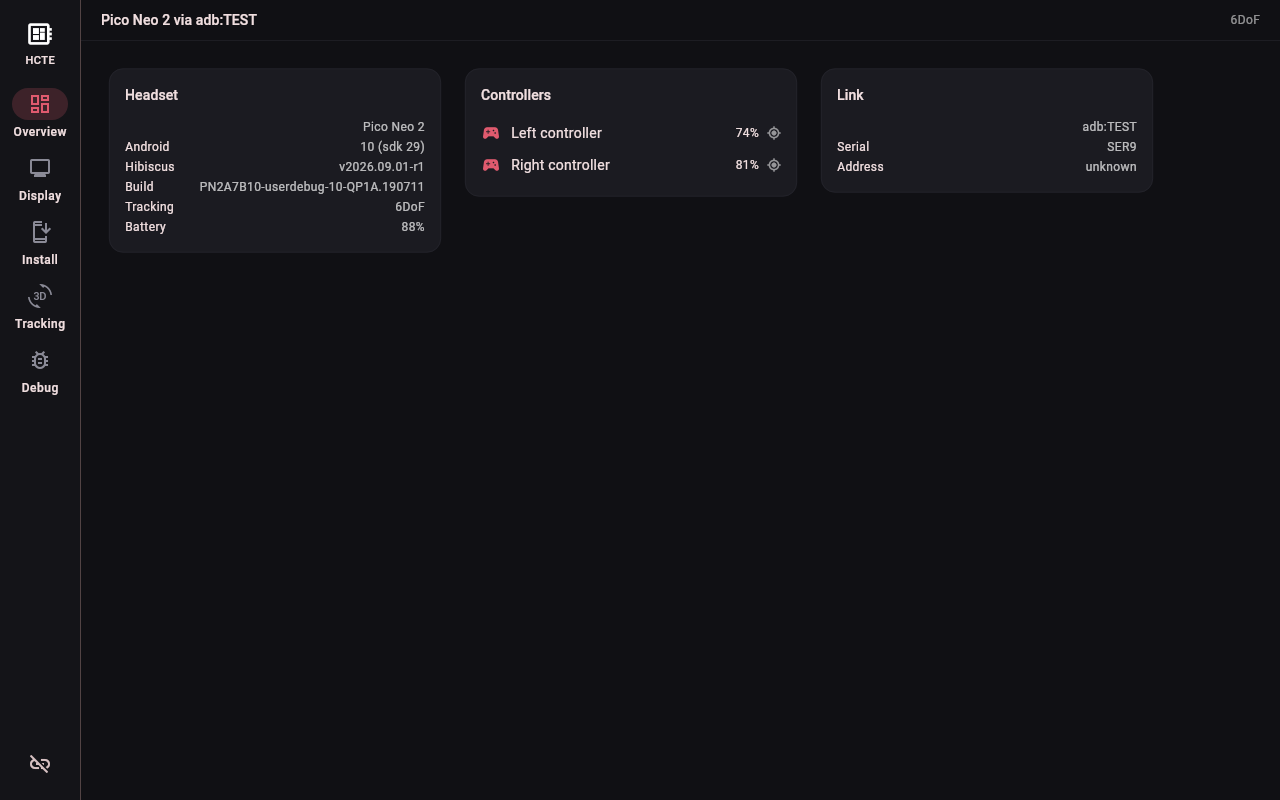 HCTE
Overview
Display
Install
3D
Tracking
Debug
Pico Neo 2 via adb:TEST
6DoF
Headset
Pico Neo 2
Android 10 (sdk 29)
Hibiscus v2026.09.01-r1
Build PN2A7B10-userdebug-10-QP1A.190711
Tracking 6DoF
Battery 88%
Controllers
Left controller 74%
Right controller 81%
Link
adb:TEST
Serial SER9
Address unknown